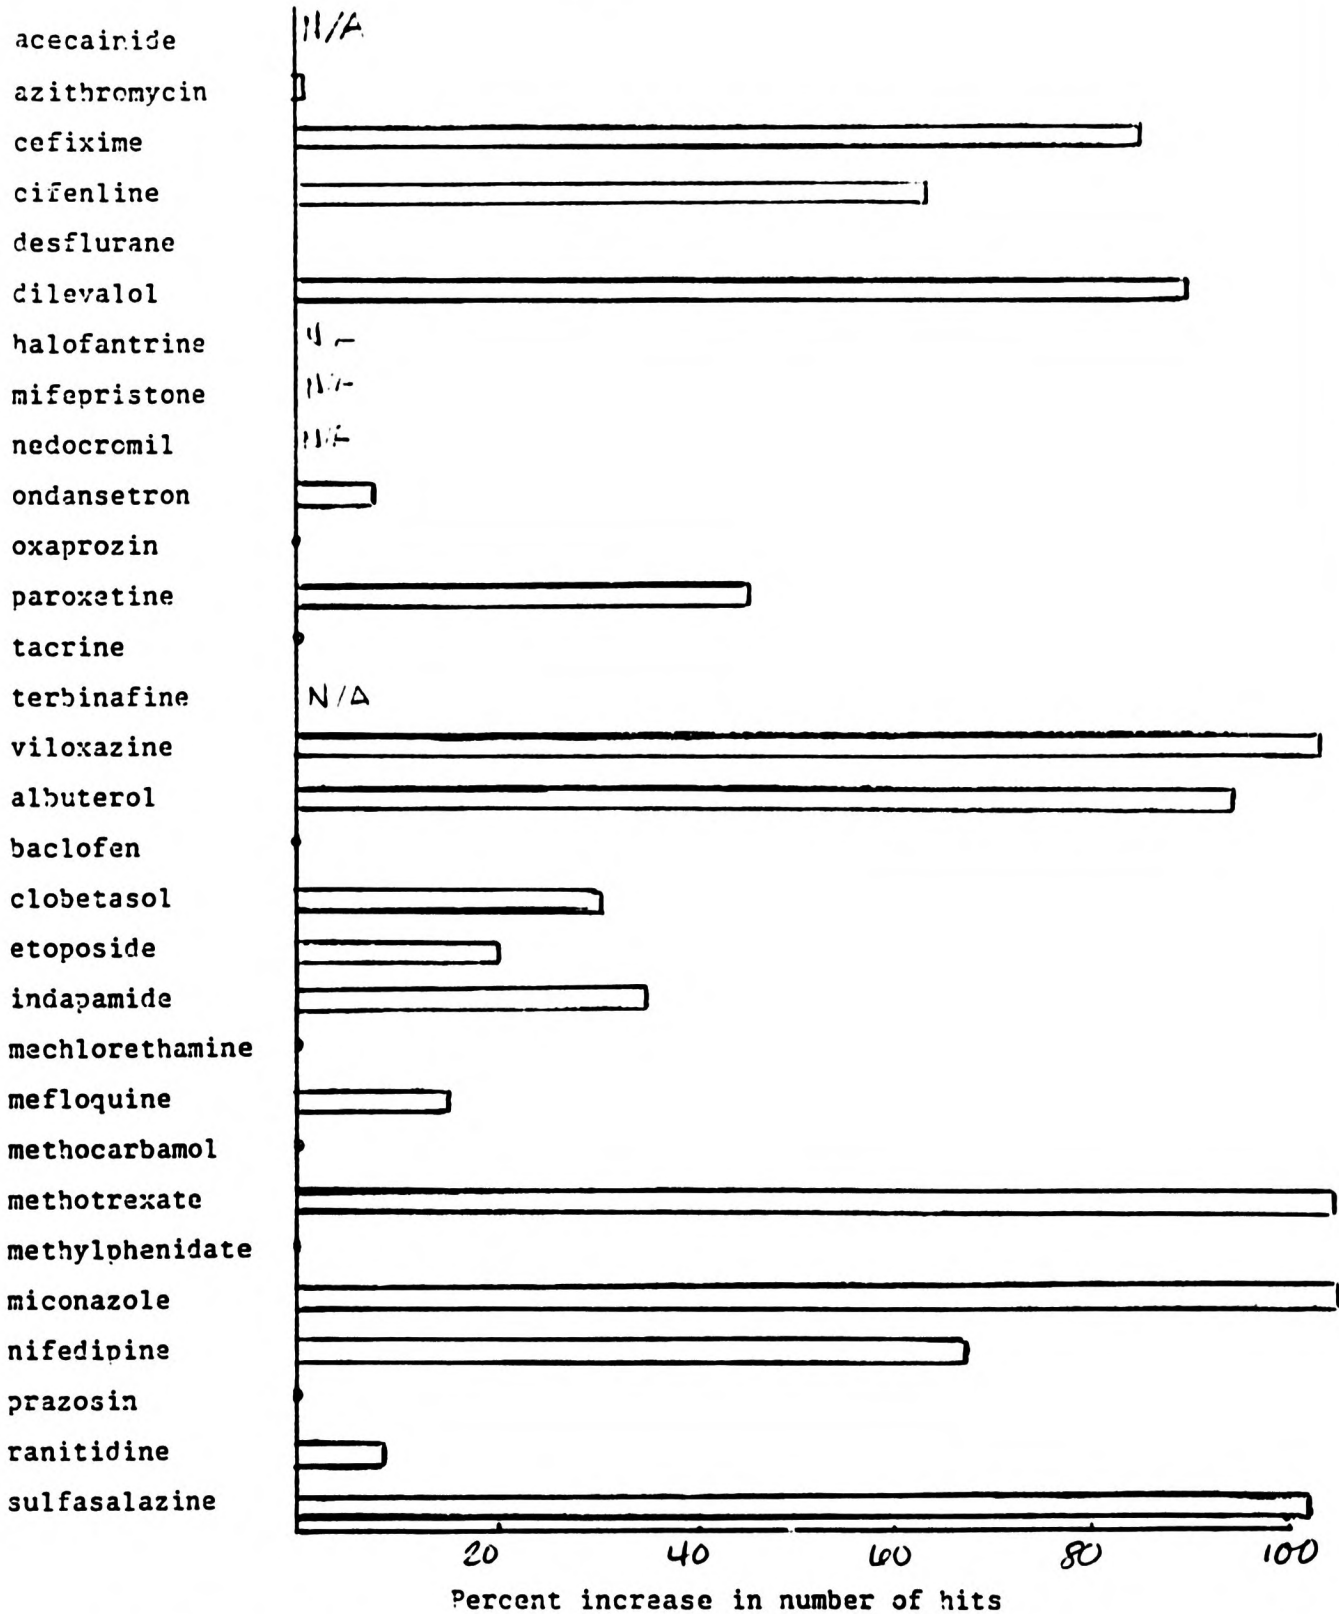 acecainide N/A
azithromycin
cefixime
cifenline
desflurane
dilevalol
halofantrine
mifepristone
nedocromil N/A
ondansetron
oxaprozin
paroxetine
tacrine
terbinafine N/A
viloxazine
albuterol
baclofen
clobetasol
etoposide
indapamide
mechlorethamine
mefloquine
methocarbamol
methotrexate
methylphenidate
miconazole
nifedipine
prazosin
ranitidine
sulfasalazine
20 40 60 80 100
Percent increase in number of hits